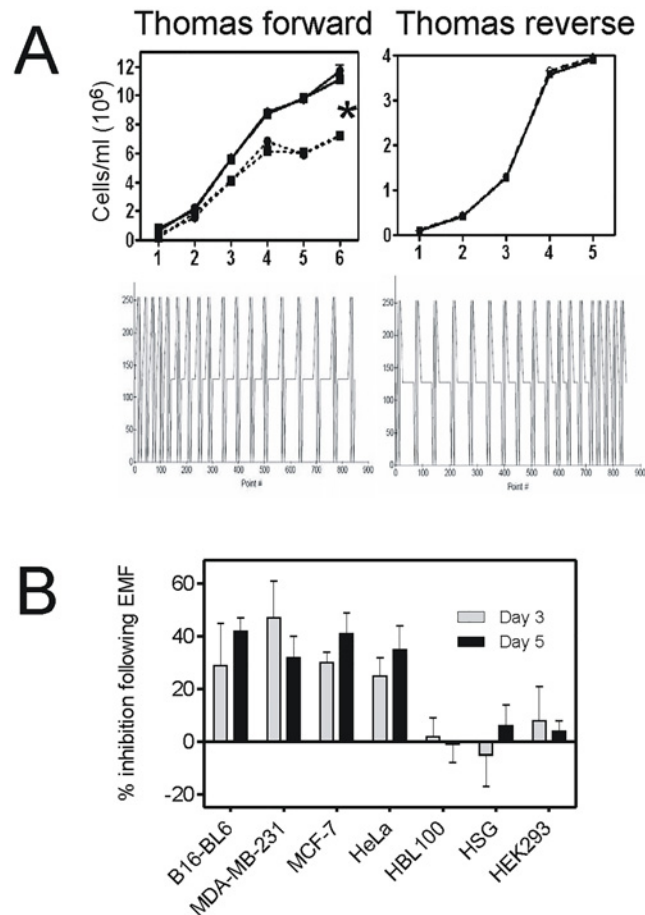 Thomas forward Thomas reverse
A
Cells/ml (10⁶)
12
10
8
6
4
2
0
*
1 2 3 4 5 6
4
3
2
1
0
1 2 3 4 5
250
200
150
100
50
0
0 100 200 300 400 500 600 700 800 900
Point #
250
200
150
100
50
0
0 100 200 300 400 500 600 700 800 900
Point #
B
% inhibition following EMF
60
40
20
0
-20
Day 3
Day 5
B16-BL6
MDA-MB-231
MCF-7
HeLa
HBL100
HSG
HEK293